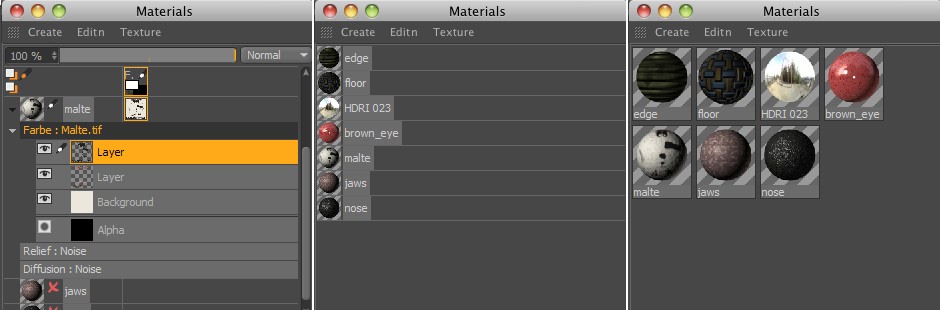 Materials
Create Editn Texture
100 % Normal
malte
Farbe : Malte.tif
Layer
Layer
Background
Alpha
Relief : Noise
Diffusion : Noise
jaws
Materials
Create Editn Texture
edge
floor
HDRI 023
brown_eye
malte
jaws
nose
Materials
Create Editn Texture
edge floor HDRI 023 brown_eye
malte jaws nose